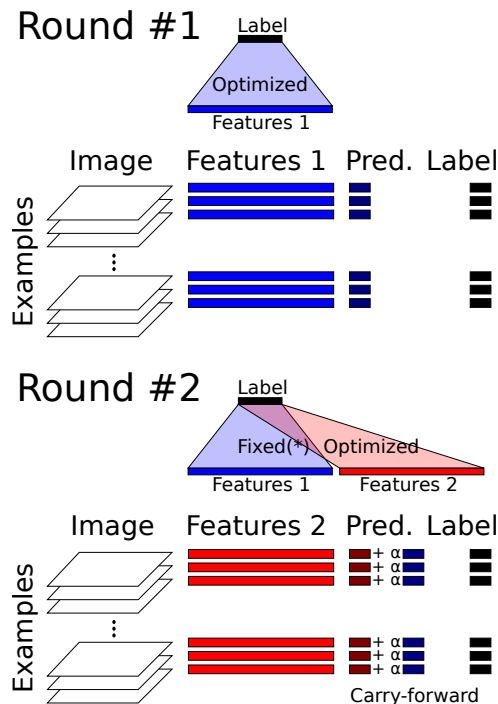 Round #1
Label
Optimized
Features 1
Image Features 1 Pred. Label
Examples
Round #2
Label
Fixed(*) Optimized
Features 1 Features 2
Image Features 2 Pred. Label
Examples
+ α
+ α
+ α
+ α
+ α
+ α
Carry-forward